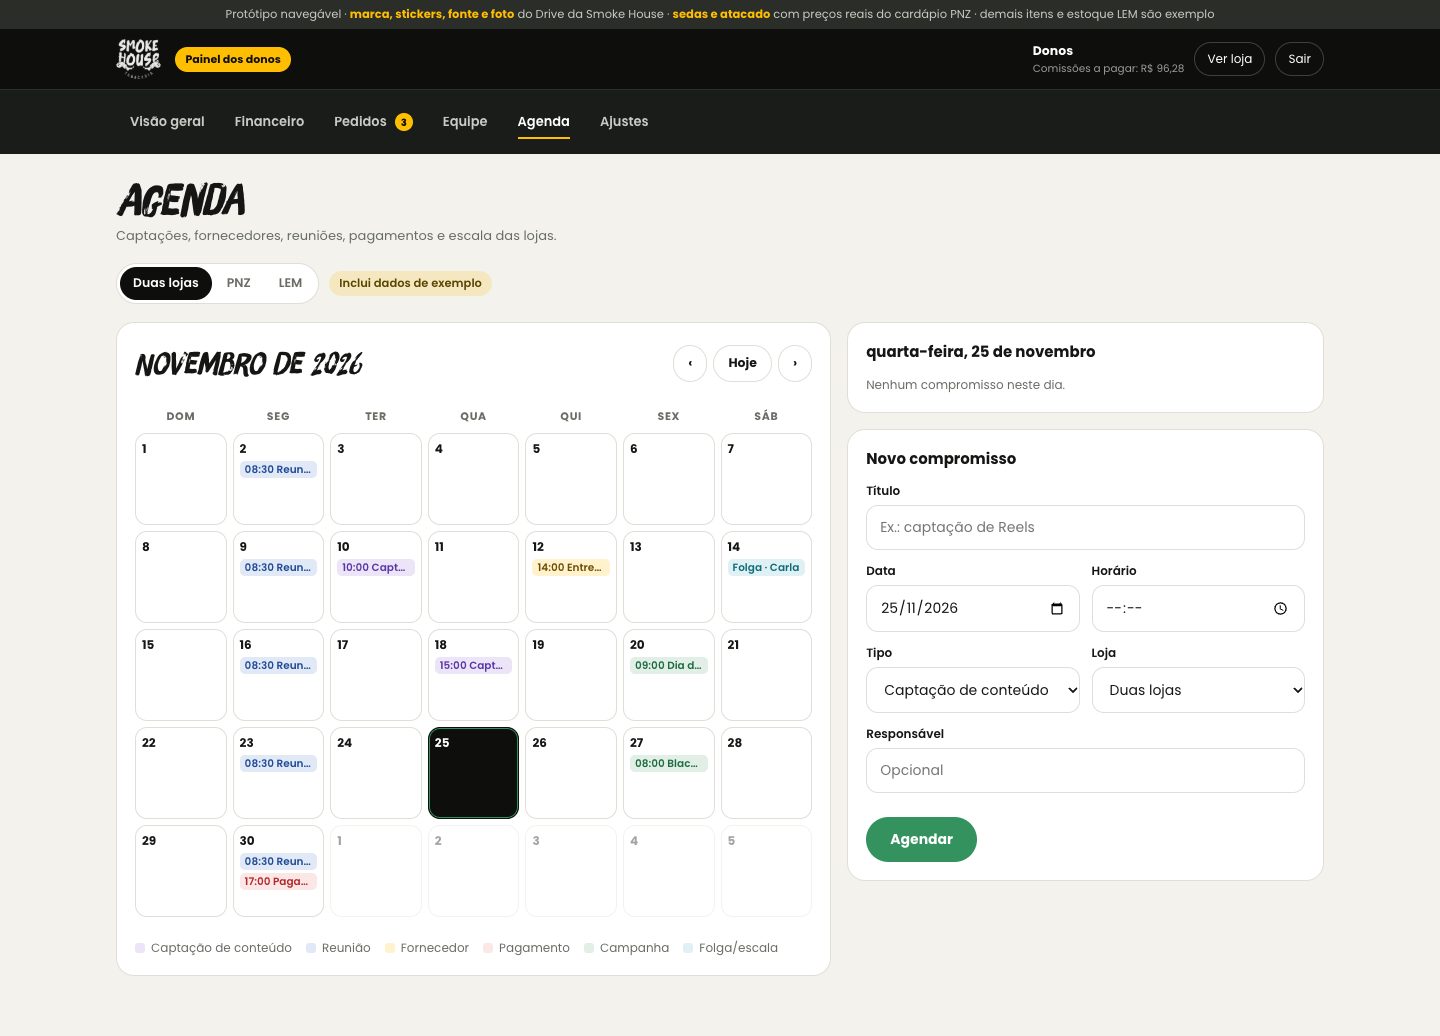 Protótipo navegável · marca, stickers, fonte e foto do Drive da Smoke House · sedas e atacado com preços reais do cardápio PNZ · demais itens e estoque LEM são exemplo
SMOKE
HOUSE
TABACARIA
Painel dos donos
Donos
Comissões a pagar: R$ 96,28
Ver loja
Sair
Visão geral
Financeiro
Pedidos 3
Equipe
Agenda
Ajustes
AGENDA
Captações, fornecedores, reuniões, pagamentos e escala das lojas.
Duas lojas
PNZ
LEM
Inclui dados de exemplo
NOVEMBRO DE 2026
‹
Hoje
›
DOM SEG TER QUA QUI SEX SÁB
1 2 3 4 5 6 7
08:30 Reun...
8 9 10 11 12 13 14
08:30 Reun... 10:00 Capt... 14:00 Entre... Folga · Carla
15 16 17 18 19 20 21
08:30 Reun... 15:00 Capt... 09:00 Dia d...
22 23 24 25 26 27 28
08:30 Reun... 08:00 Blac...
29 30 1 2 3 4 5
08:30 Reun...
17:00 Paga...
Captação de conteúdo Reunião Fornecedor Pagamento Campanha Folga/escala
quarta-feira, 25 de novembro
Nenhum compromisso neste dia.
Novo compromisso
Título
Ex.: captação de Reels
Data Horário
25/11/2026 --:--
Tipo Loja
Captação de conteúdo Duas lojas
Responsável
Opcional
Agendar